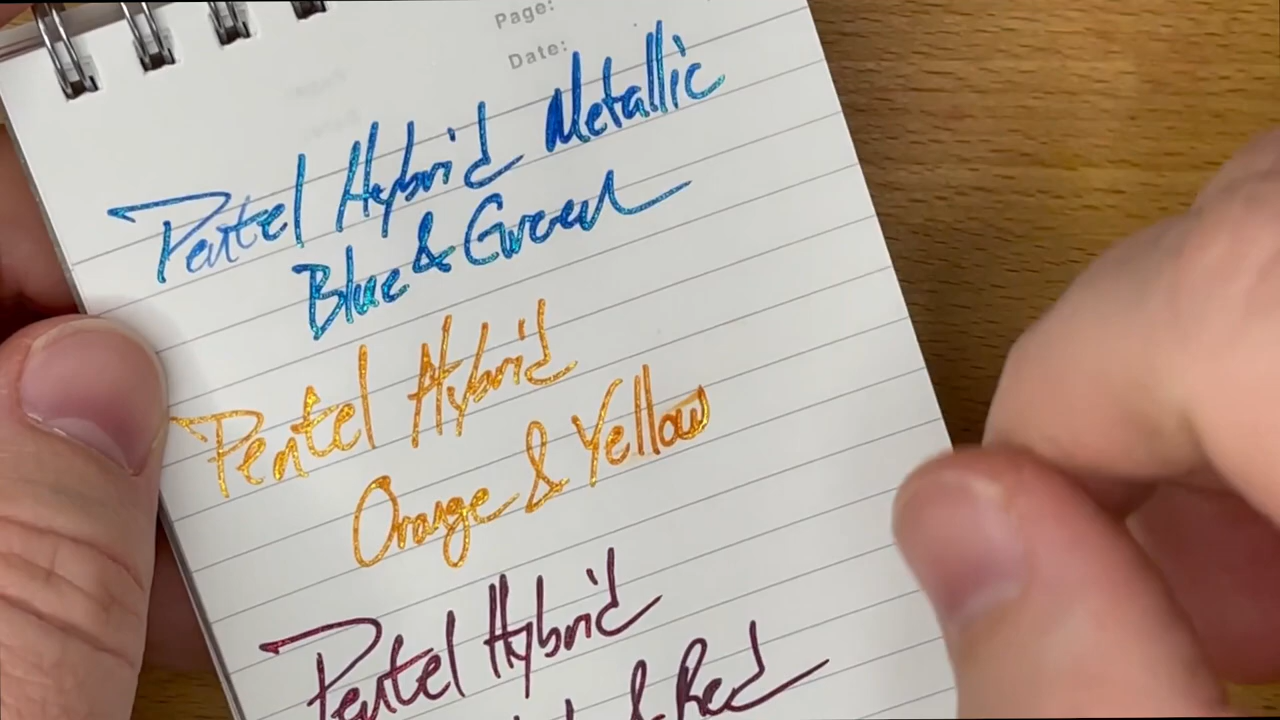 Page:
Date:
Pentel Hybrid Metallic
Blue & Green
Pentel Hybrid
Orange & Yellow
Pentel Hybrid
& Red